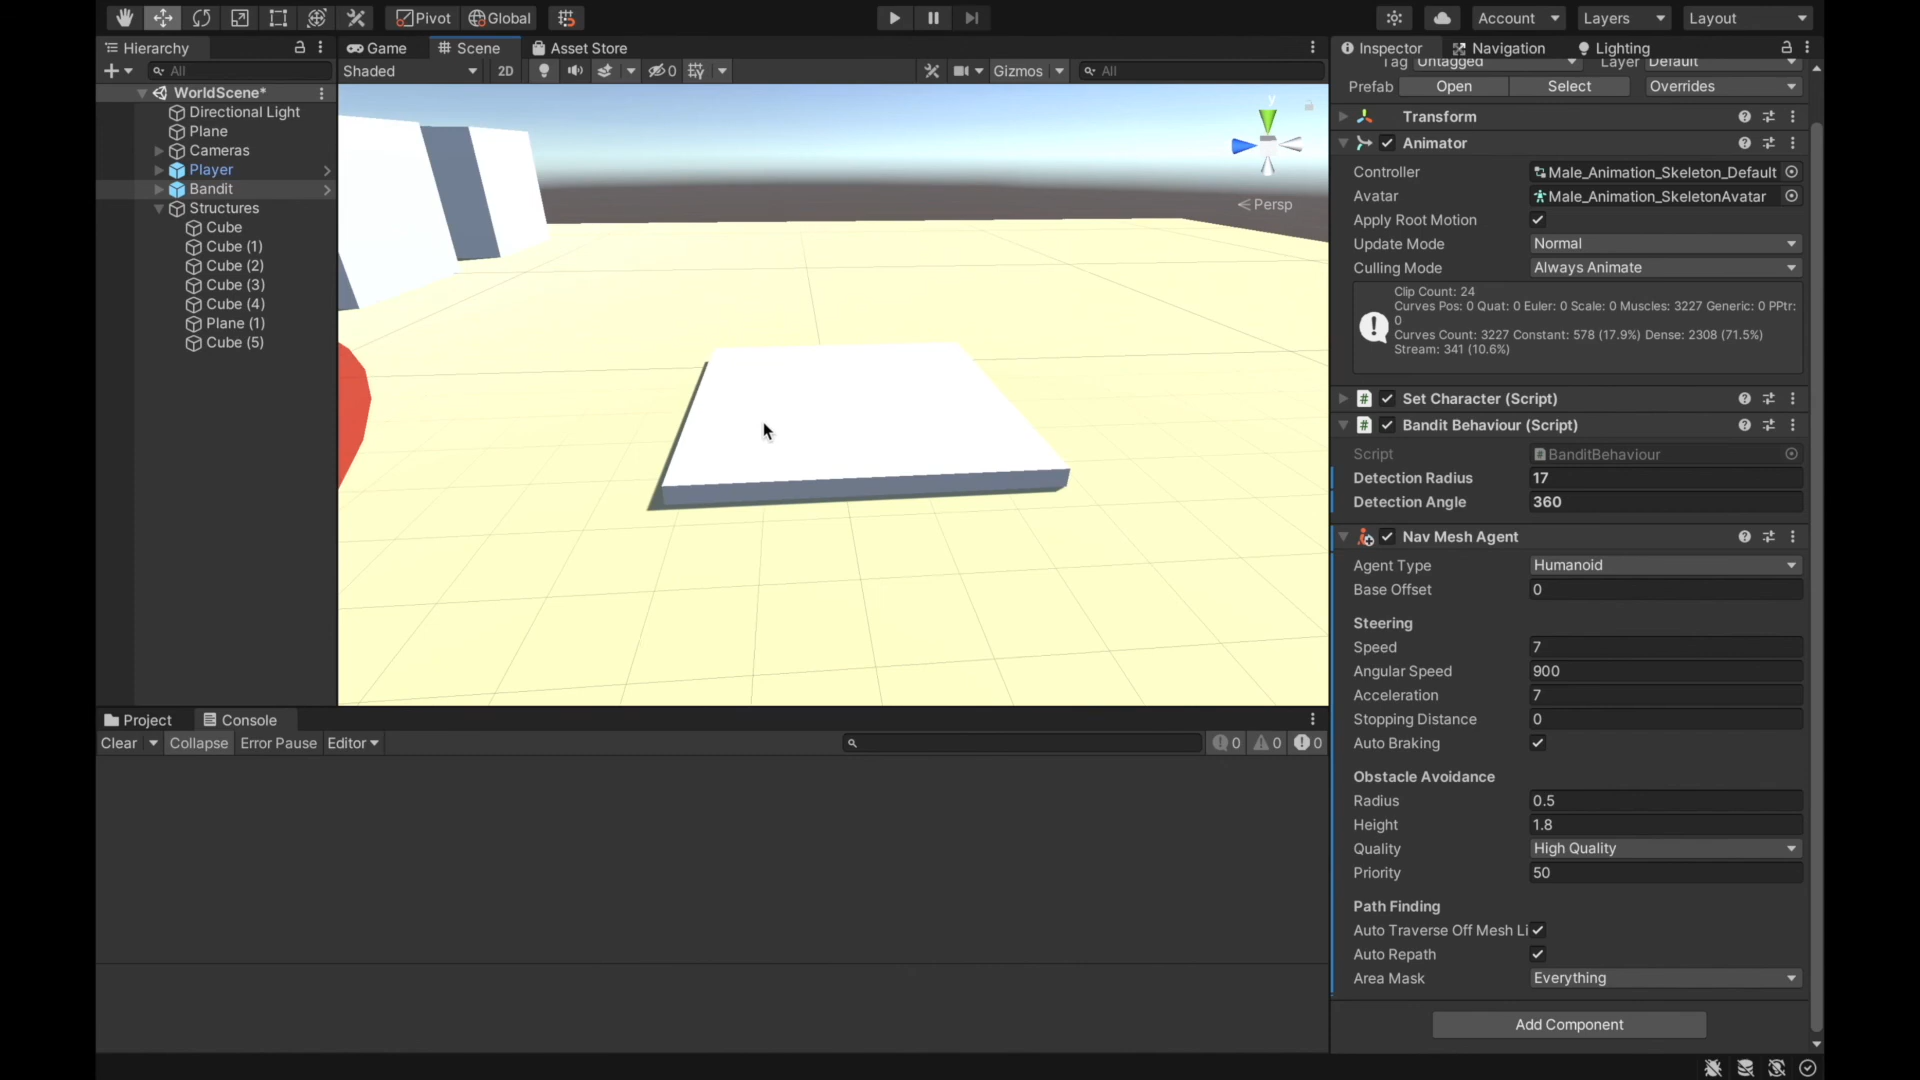 Pivot
Global
Account
Layers
Layout
Hierarchy
Game
Scene
Asset Store
Inspector
Navigation
Lighting
All
Shaded
2D
0
Gizmos
All
Tag Untagged
Layer Default
Prefab
Open
Select
Overrides
WorldScene*
Directional Light
Plane
Cameras
Player
Bandit
Structures
Cube
Cube (1)
Cube (2)
Cube (3)
Cube (4)
Plane (1)
Cube (5)
y
Persp
Transform
Animator
Controller Male_Animation_Skeleton_Default
Avatar Male_Animation_SkeletonAvatar
Apply Root Motion
Update Mode Normal
Culling Mode Always Animate
Clip Count: 24
Curves Pos: 0 Quat: 0 Euler: 0 Scale: 0 Muscles: 3227 Generic: 0 PPtr:
0
Curves Count: 3227 Constant: 578 (17.9%) Dense: 2308 (71.5%)
Stream: 341 (10.6%)
Set Character (Script)
Bandit Behaviour (Script)
Script BanditBehaviour
Detection Radius 17
Detection Angle 360
Nav Mesh Agent
Agent Type Humanoid
Base Offset 0
Steering
Speed 7
Angular Speed 900
Acceleration 7
Stopping Distance 0
Auto Braking
Obstacle Avoidance
Radius 0.5
Height 1.8
Quality High Quality
Priority 50
Path Finding
Auto Traverse Off Mesh Li
Auto Repath
Area Mask Everything
Add Component
Project
Console
Clear
Collapse
Error Pause
Editor
0
0
0